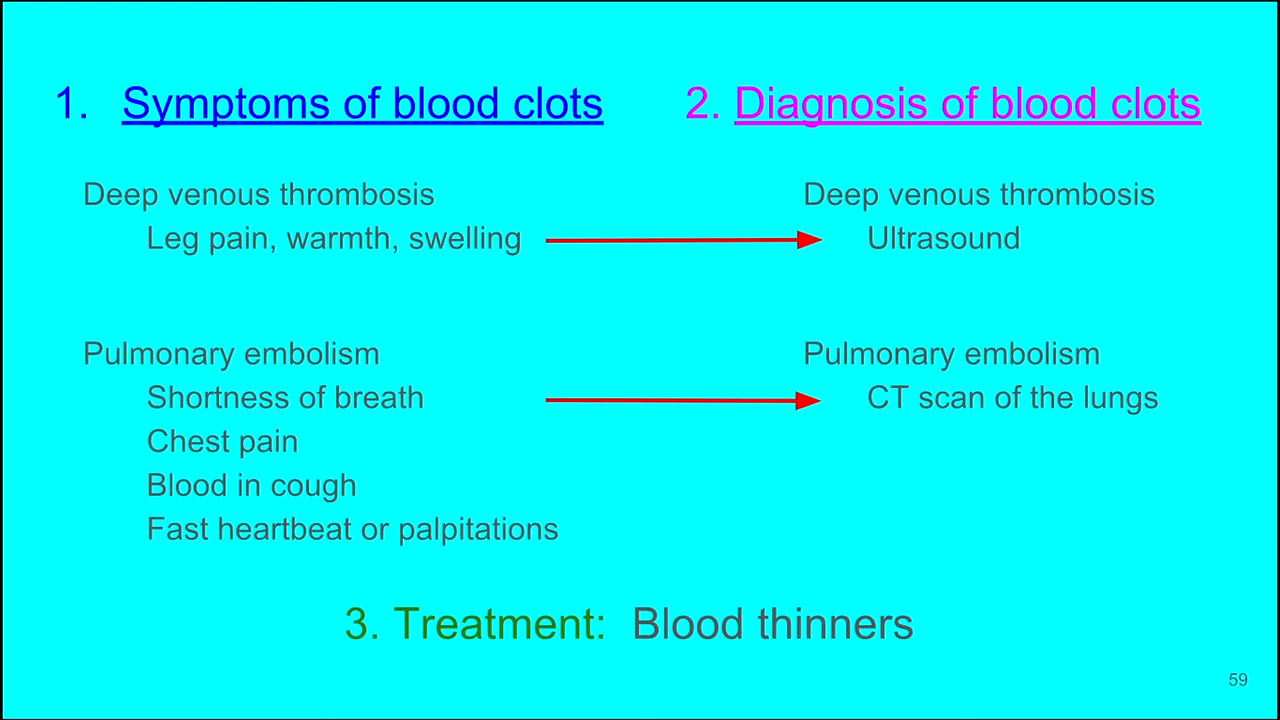 1. Symptoms of blood clots
Deep venous thrombosis
Leg pain, warmth, swelling
Pulmonary embolism
Shortness of breath
Chest pain
Blood in cough
Fast heartbeat or palpitations
2. Diagnosis of blood clots
Deep venous thrombosis
Ultrasound
Pulmonary embolism
CT scan of the lungs
3. Treatment: Blood thinners
59